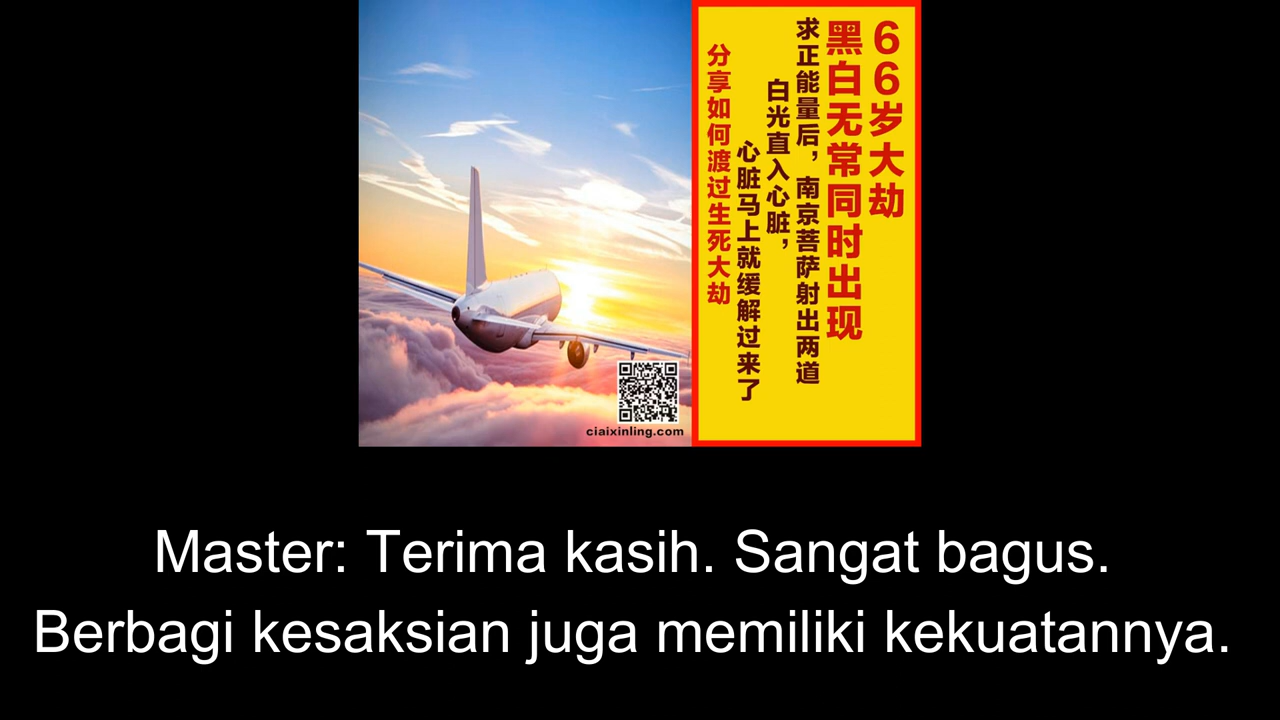 66岁大劫
黑白无常同时出现
求正能量后，南京菩萨射出两道
白光直入心脏，
心脏马上就缓解过来了
分享如何渡过生死大劫
ciaixinling.com
Master: Terima kasih. Sangat bagus.
Berbagi kesaksian juga memiliki kekuatannya.